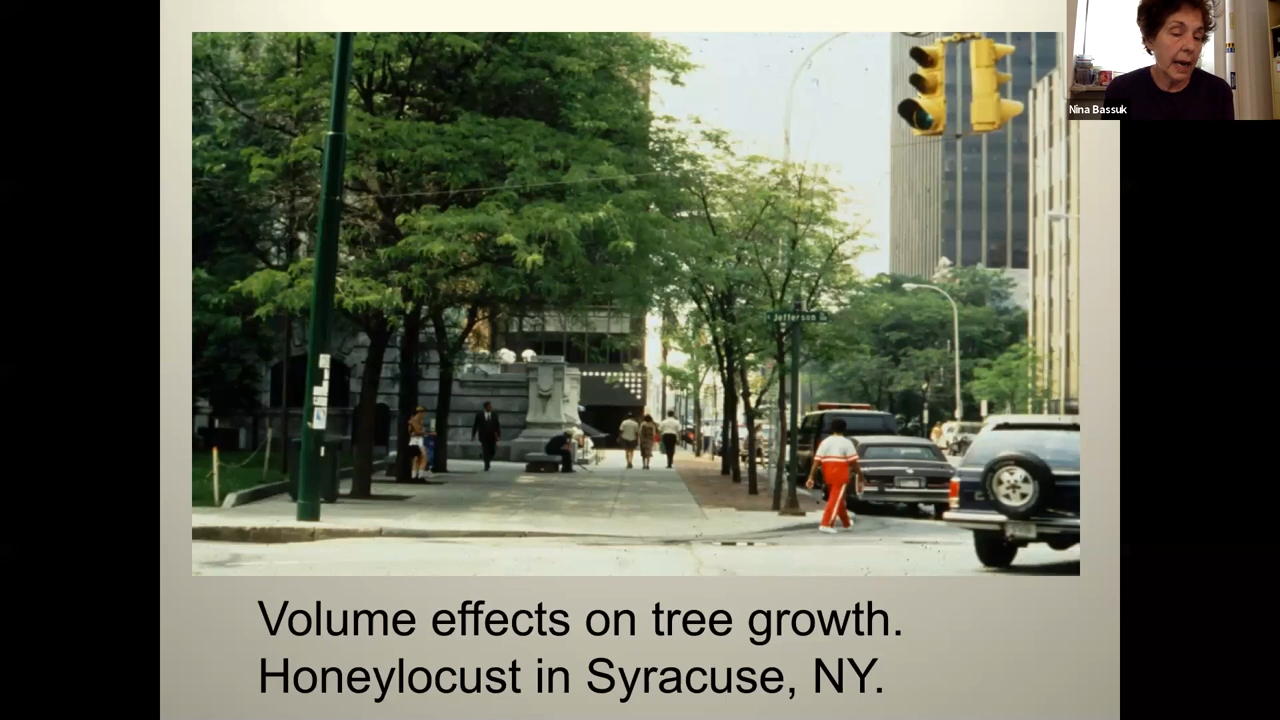 Nina Bassuk
Jefferson
Volume effects on tree growth.
Honeylocust in Syracuse, NY.